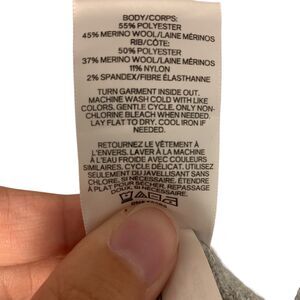 BODY/CORPS:
55% POLYESTER
45% MERINO WOOL/LAINE MÉRINOS
RIB/CÔTE:
50% POLYESTER
37% MERINO WOOL/LAINE MÉRINOS
11% NYLON
2% SPANDEX/FIBRE ÉLASTHANNE
TURN GARMENT INSIDE OUT.
MACHINE WASH COLD WITH LIKE
COLORS, GENTLE CYCLE. ONLY NON-
CHLORINE BLEACH WHEN NEEDED.
LAY FLAT TO DRY. COOL IRON IF
NEEDED.
RETOURNEZ LE VÊTEMENT À
L'ENVERS. LAVER À LA MACHINE
À L'EAU FROIDE AVEC COULEURS
SIMILAIRES, CYCLE DÉLICAT. UTILISEZ
SEULEMENT DU JAVELLISANT SANS
CHLORE SI NÉCESSAIRE. ÉTENDRE
À PLAT POUR SÉCHER. REPASSAGE
DOUX, SI NÉCESSAIRE.